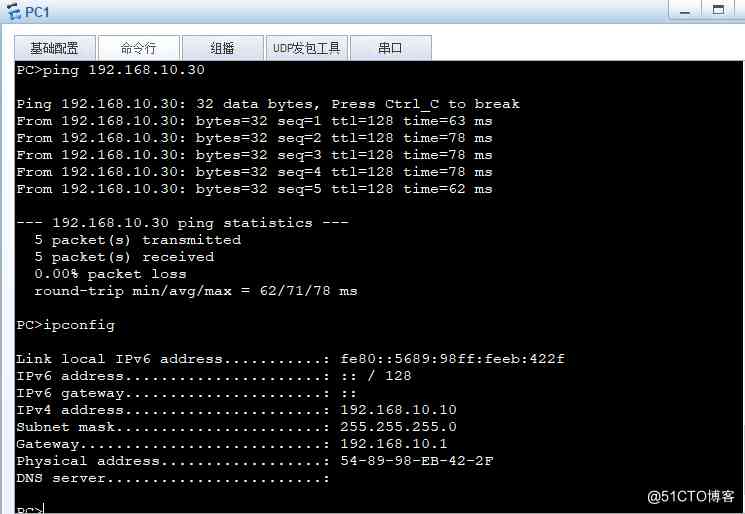 PC1
基础配置 命令行 组播 UDP发包工具 串口
PC>ping 192.168.10.30
Ping 192.168.10.30: 32 data bytes, Press Ctrl_C to break
From 192.168.10.30: bytes=32 seq=1 ttl=128 time=63 ms
From 192.168.10.30: bytes=32 seq=2 ttl=128 time=78 ms
From 192.168.10.30: bytes=32 seq=3 ttl=128 time=78 ms
From 192.168.10.30: bytes=32 seq=4 ttl=128 time=78 ms
From 192.168.10.30: bytes=32 seq=5 ttl=128 time=62 ms
--- 192.168.10.30 ping statistics ---
5 packet(s) transmitted
5 packet(s) received
0.00% packet loss
round-trip min/avg/max = 62/71/78 ms
PC>ipconfig
Link local IPv6 address...........: fe80::5689:98ff:feeb:422f
IPv6 address......................: :: / 128
IPv6 gateway......................: ::
IPv4 address......................: 192.168.10.10
Subnet mask.......................: 255.255.255.0
Gateway...........................: 192.168.10.1
Physical address..................: 54-89-98-EB-42-2F
DNS server........................:
PC>
@51CTO博客